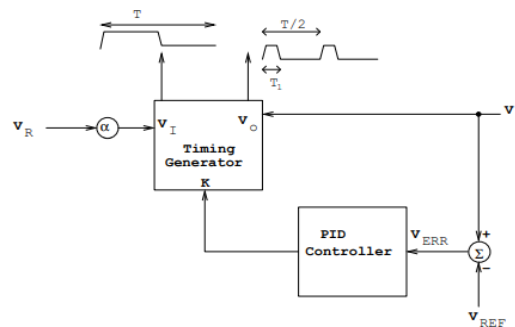 T
T/2
T1
VR
α
VI
VO
V
Timing
Generator
K
PID
Controller
VERR
+
Σ
−
VREF